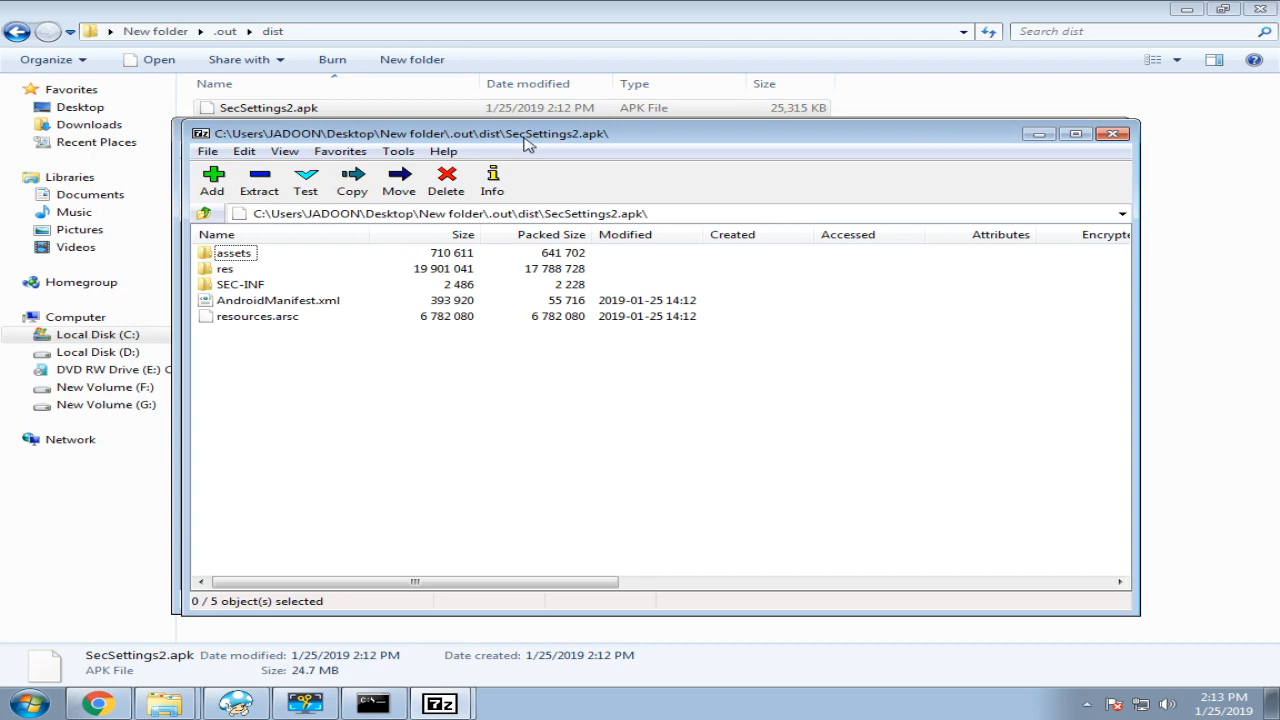 New folder .out dist Search dist
Organize Open Share with Burn New folder
Name Date modified Type Size
SecSettings2.apk 1/25/2019 2:12 PM APK File 25,315 KB
Favorites
Desktop
Downloads
Recent Places
Libraries
Documents
Music
Pictures
Videos
Homegroup
Computer
Local Disk (C:)
Local Disk (D:)
DVD RW Drive (E:) C
New Volume (F:)
New Volume (G:)
Network
7z C:\Users\JADOON\Desktop\New folder\.out\dist\SecSettings2.apk\
File Edit View Favorites Tools Help
Add Extract Test Copy Move Delete Info
C:\Users\JADOON\Desktop\New folder\.out\dist\SecSettings2.apk\
Name Size Packed Size Modified Created Accessed Attributes Encrypte
assets 710 611 641 702
res 19 901 041 17 788 728
SEC-INF 2 486 2 228
AndroidManifest.xml 393 920 55 716 2019-01-25 14:12
resources.arsc 6 782 080 6 782 080 2019-01-25 14:12
0 / 5 object(s) selected
SecSettings2.apk Date modified: 1/25/2019 2:12 PM Date created: 1/25/2019 2:12 PM
APK File Size: 24.7 MB
C:\. 7z
2:13 PM
1/25/2019